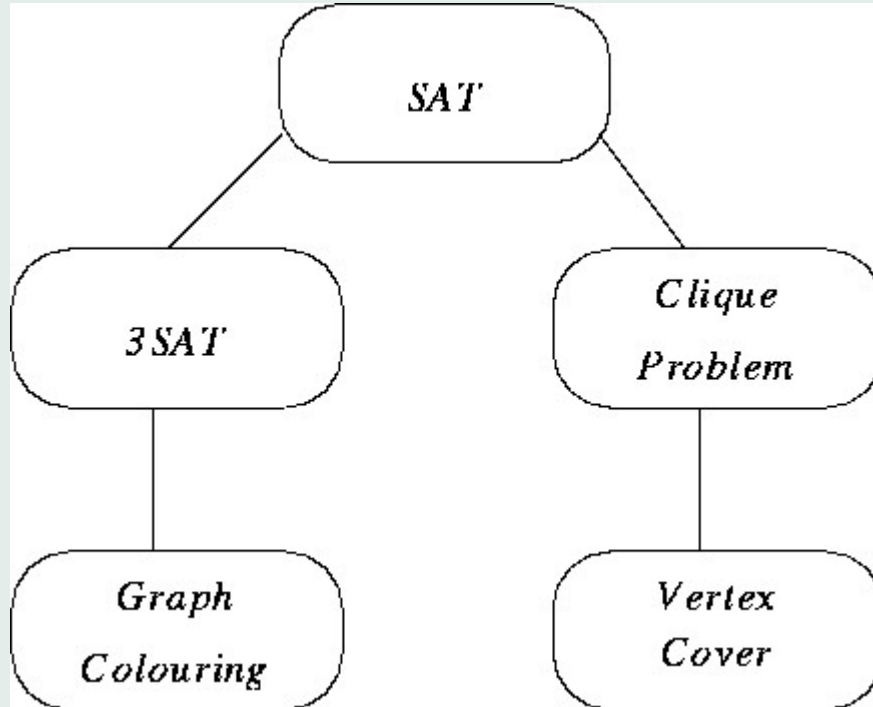 SAT
3SAT
Clique
Problem
Graph
Colouring
Vertex
Cover